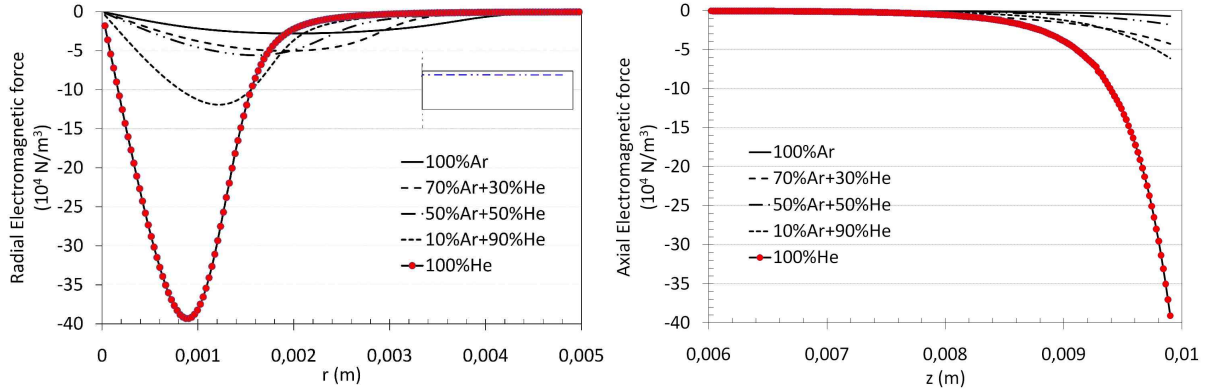 Radial Electromagnetic force
(10⁴ N/m³)
0
-5
-10
-15
-20
-25
-30
-35
-40
100%Ar
70%Ar+30%He
50%Ar+50%He
10%Ar+90%He
100%He
0
0,001
0,002
0,003
0,004
0,005
r (m)
Axial Electromagnetic force
(10⁴ N/m³)
0
-5
-10
-15
-20
-25
-30
-35
-40
100%Ar
70%Ar+30%He
50%Ar+50%He
10%Ar+90%He
100%He
0,006
0,007
0,008
0,009
0,01
z (m)